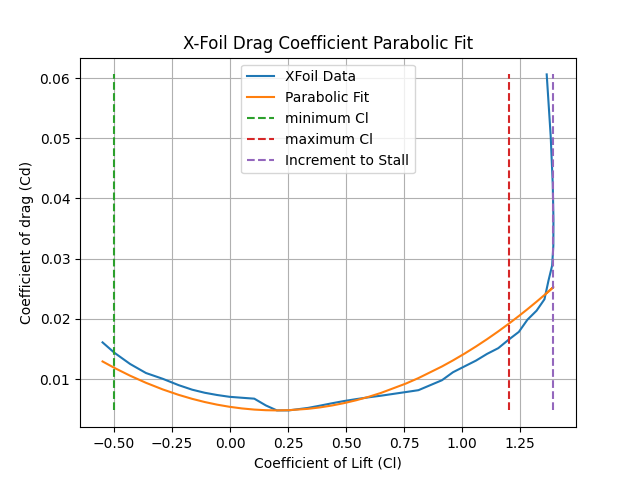 X-Foil Drag Coefficient Parabolic Fit
XFoil Data
Parabolic Fit
minimum Cl
maximum Cl
Increment to Stall
Coefficient of drag (Cd)
0.06
0.05
0.04
0.03
0.02
0.01
−0.50 −0.25 0.00 0.25 0.50 0.75 1.00 1.25
Coefficient of Lift (Cl)